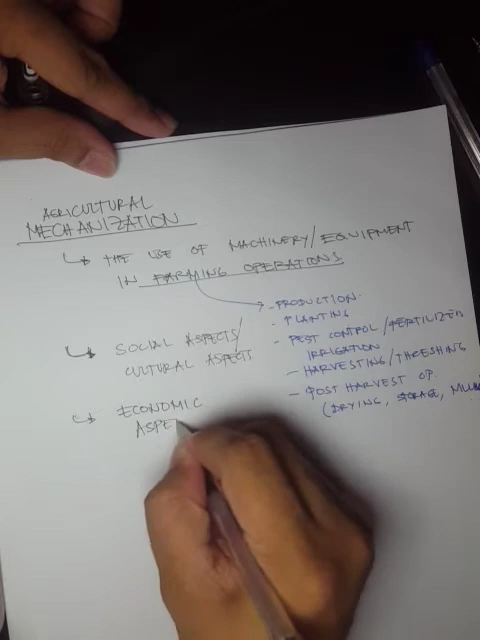 AGRICULTURAL
MECHANIZATION
THE USE OF MACHINERY/EQUIPMENT
IN FARMING OPERATIONS
- PRODUCTION
- PLANTING
- PEST CONTROL/FERTILIZER
IRRIGATION
- HARVESTING/THRESHING
- POST HARVEST OP.
(DRYING, STORAGE,
SOCIAL ASPECTS/
CULTURAL ASPECTS
ECONOMIC
ASPE